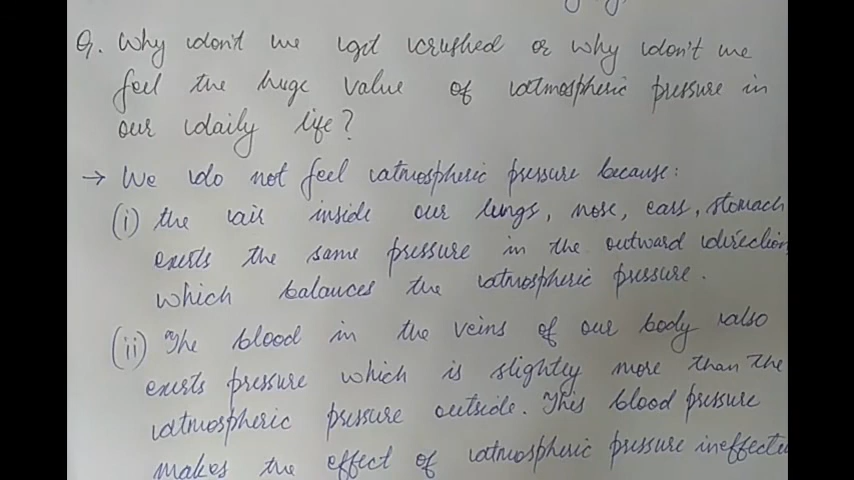 Q. Why don't we get crushed or why don't we
feel the huge value of atmospheric pressure in
our daily life?
→ We do not feel atmospheric pressure because:
(i) the air inside our lungs, nose, ears, stomach
exerts the same pressure in the outward direction
which balances the atmospheric pressure.
(ii) The blood in the veins of our body also
exerts pressure which is slightly more than the
atmospheric pressure outside. This blood pressure
makes the effect of atmospheric pressure ineffecti